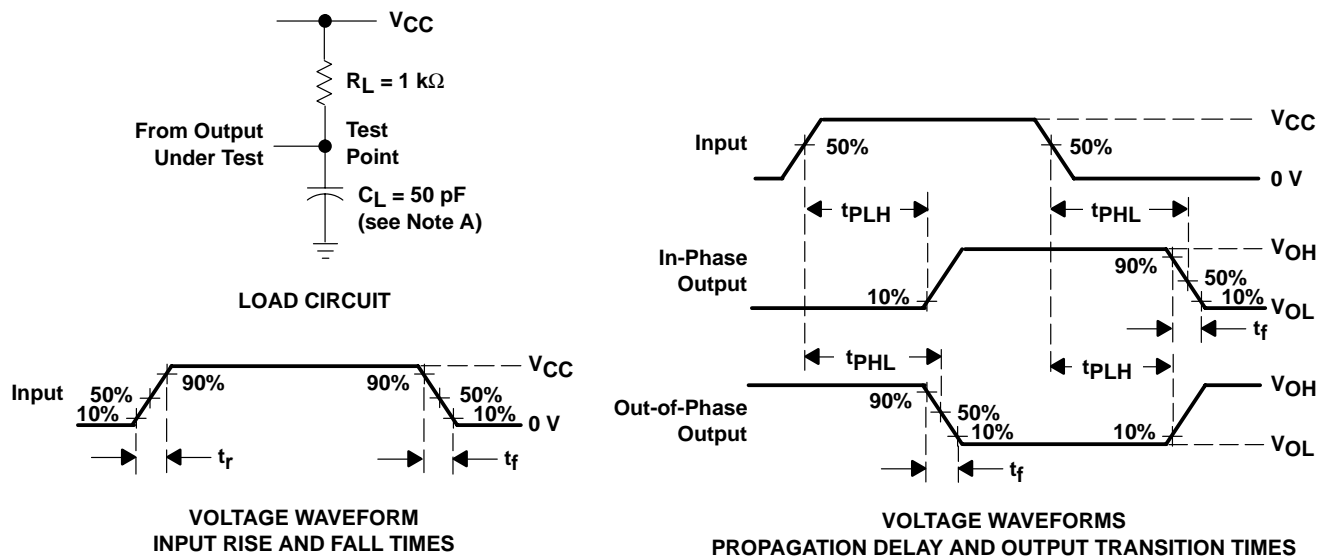 VCC
RL = 1 kΩ
From Output
Under Test
Test
Point
CL = 50 pF
(see Note A)
LOAD CIRCUIT
Input
50%
10%
90%
90%
50%
10%
VCC
0 V
tr
tf
VOLTAGE WAVEFORM
INPUT RISE AND FALL TIMES
Input
50%
50%
VCC
0 V
tPLH
tPHL
In-Phase
Output
10%
90%
50%
10%
VOH
VOL
tf
tPHL
tPLH
Out-of-Phase
Output
90%
50%
10%
10%
VOH
VOL
tf
VOLTAGE WAVEFORMS
PROPAGATION DELAY AND OUTPUT TRANSITION TIMES